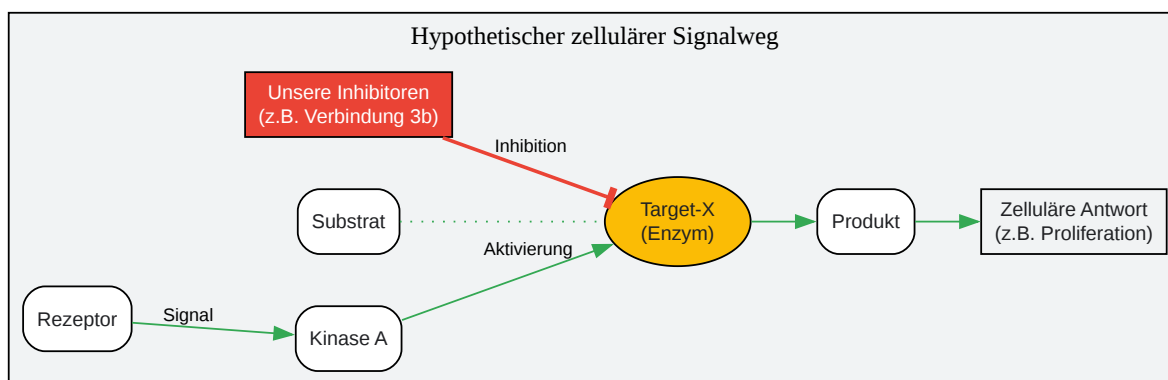 Hypothetischer zellulärer Signalweg
Unsere Inhibitoren
(z.B. Verbindung 3b)
Inhibition
Substrat
Target-X
(Enzym)
Produkt
Zelluläre Antwort
(z.B. Proliferation)
Aktivierung
Rezeptor
Signal
Kinase A